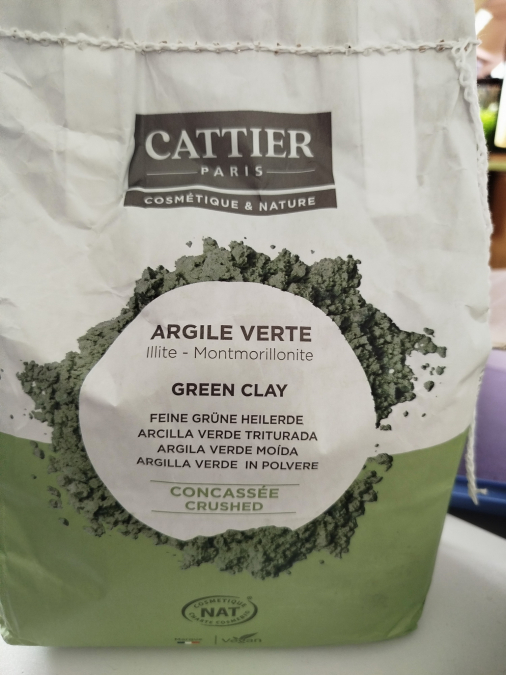 CATTIER
PARIS
COSMÉTIQUE & NATURE
ARGILE VERTE
Illite - Montmorillonite
GREEN CLAY
FEINE GRÜNE HEILERDE
ARCILLA VERDE TRITURADA
ARGILA VERDE MOÍDA
ARGILLA VERDE IN POLVERE
CONCASSÉE
CRUSHED
COSMÉTIQUE
NAT